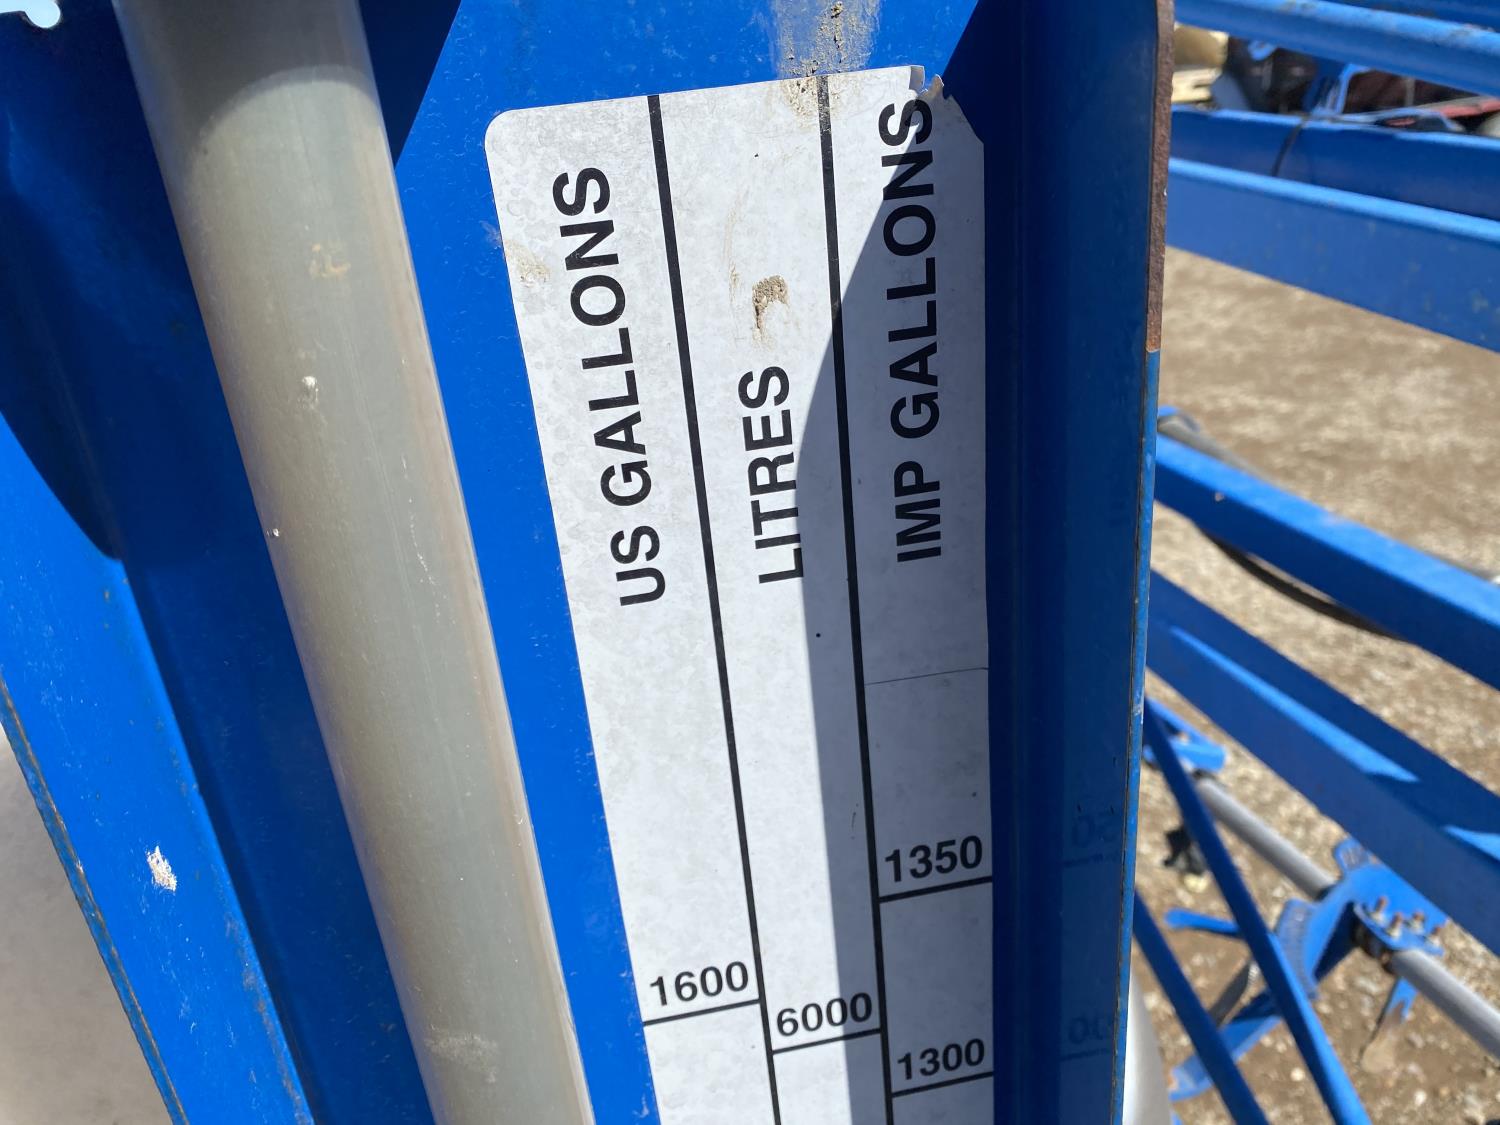 US GALLONS
LITRES
IMP GALLONS
1350
1600
6000
1300